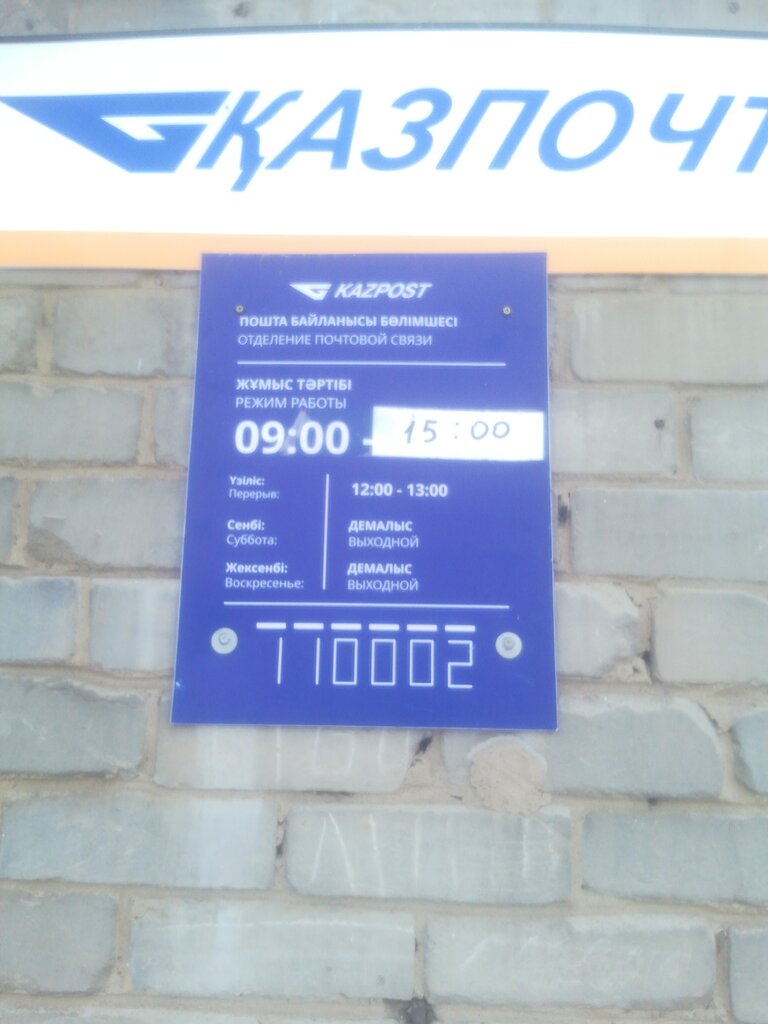 ҚАЗПОЧТ
KAZPOST
ПОШТА БАЙЛАНЫСЫ БӨЛІМШЕСІ
ОТДЕЛЕНИЕ ПОЧТОВОЙ СВЯЗИ
ЖҰМЫС ТӘРТІБІ
РЕЖИМ РАБОТЫ
09:00 - 15:00
Үзіліс:
Перерыв:
12:00 - 13:00
Сенбі:
Суббота:
ДЕМАЛЫС
ВЫХОДНОЙ
Жексенбі:
Воскресенье:
ДЕМАЛЫС
ВЫХОДНОЙ
110002